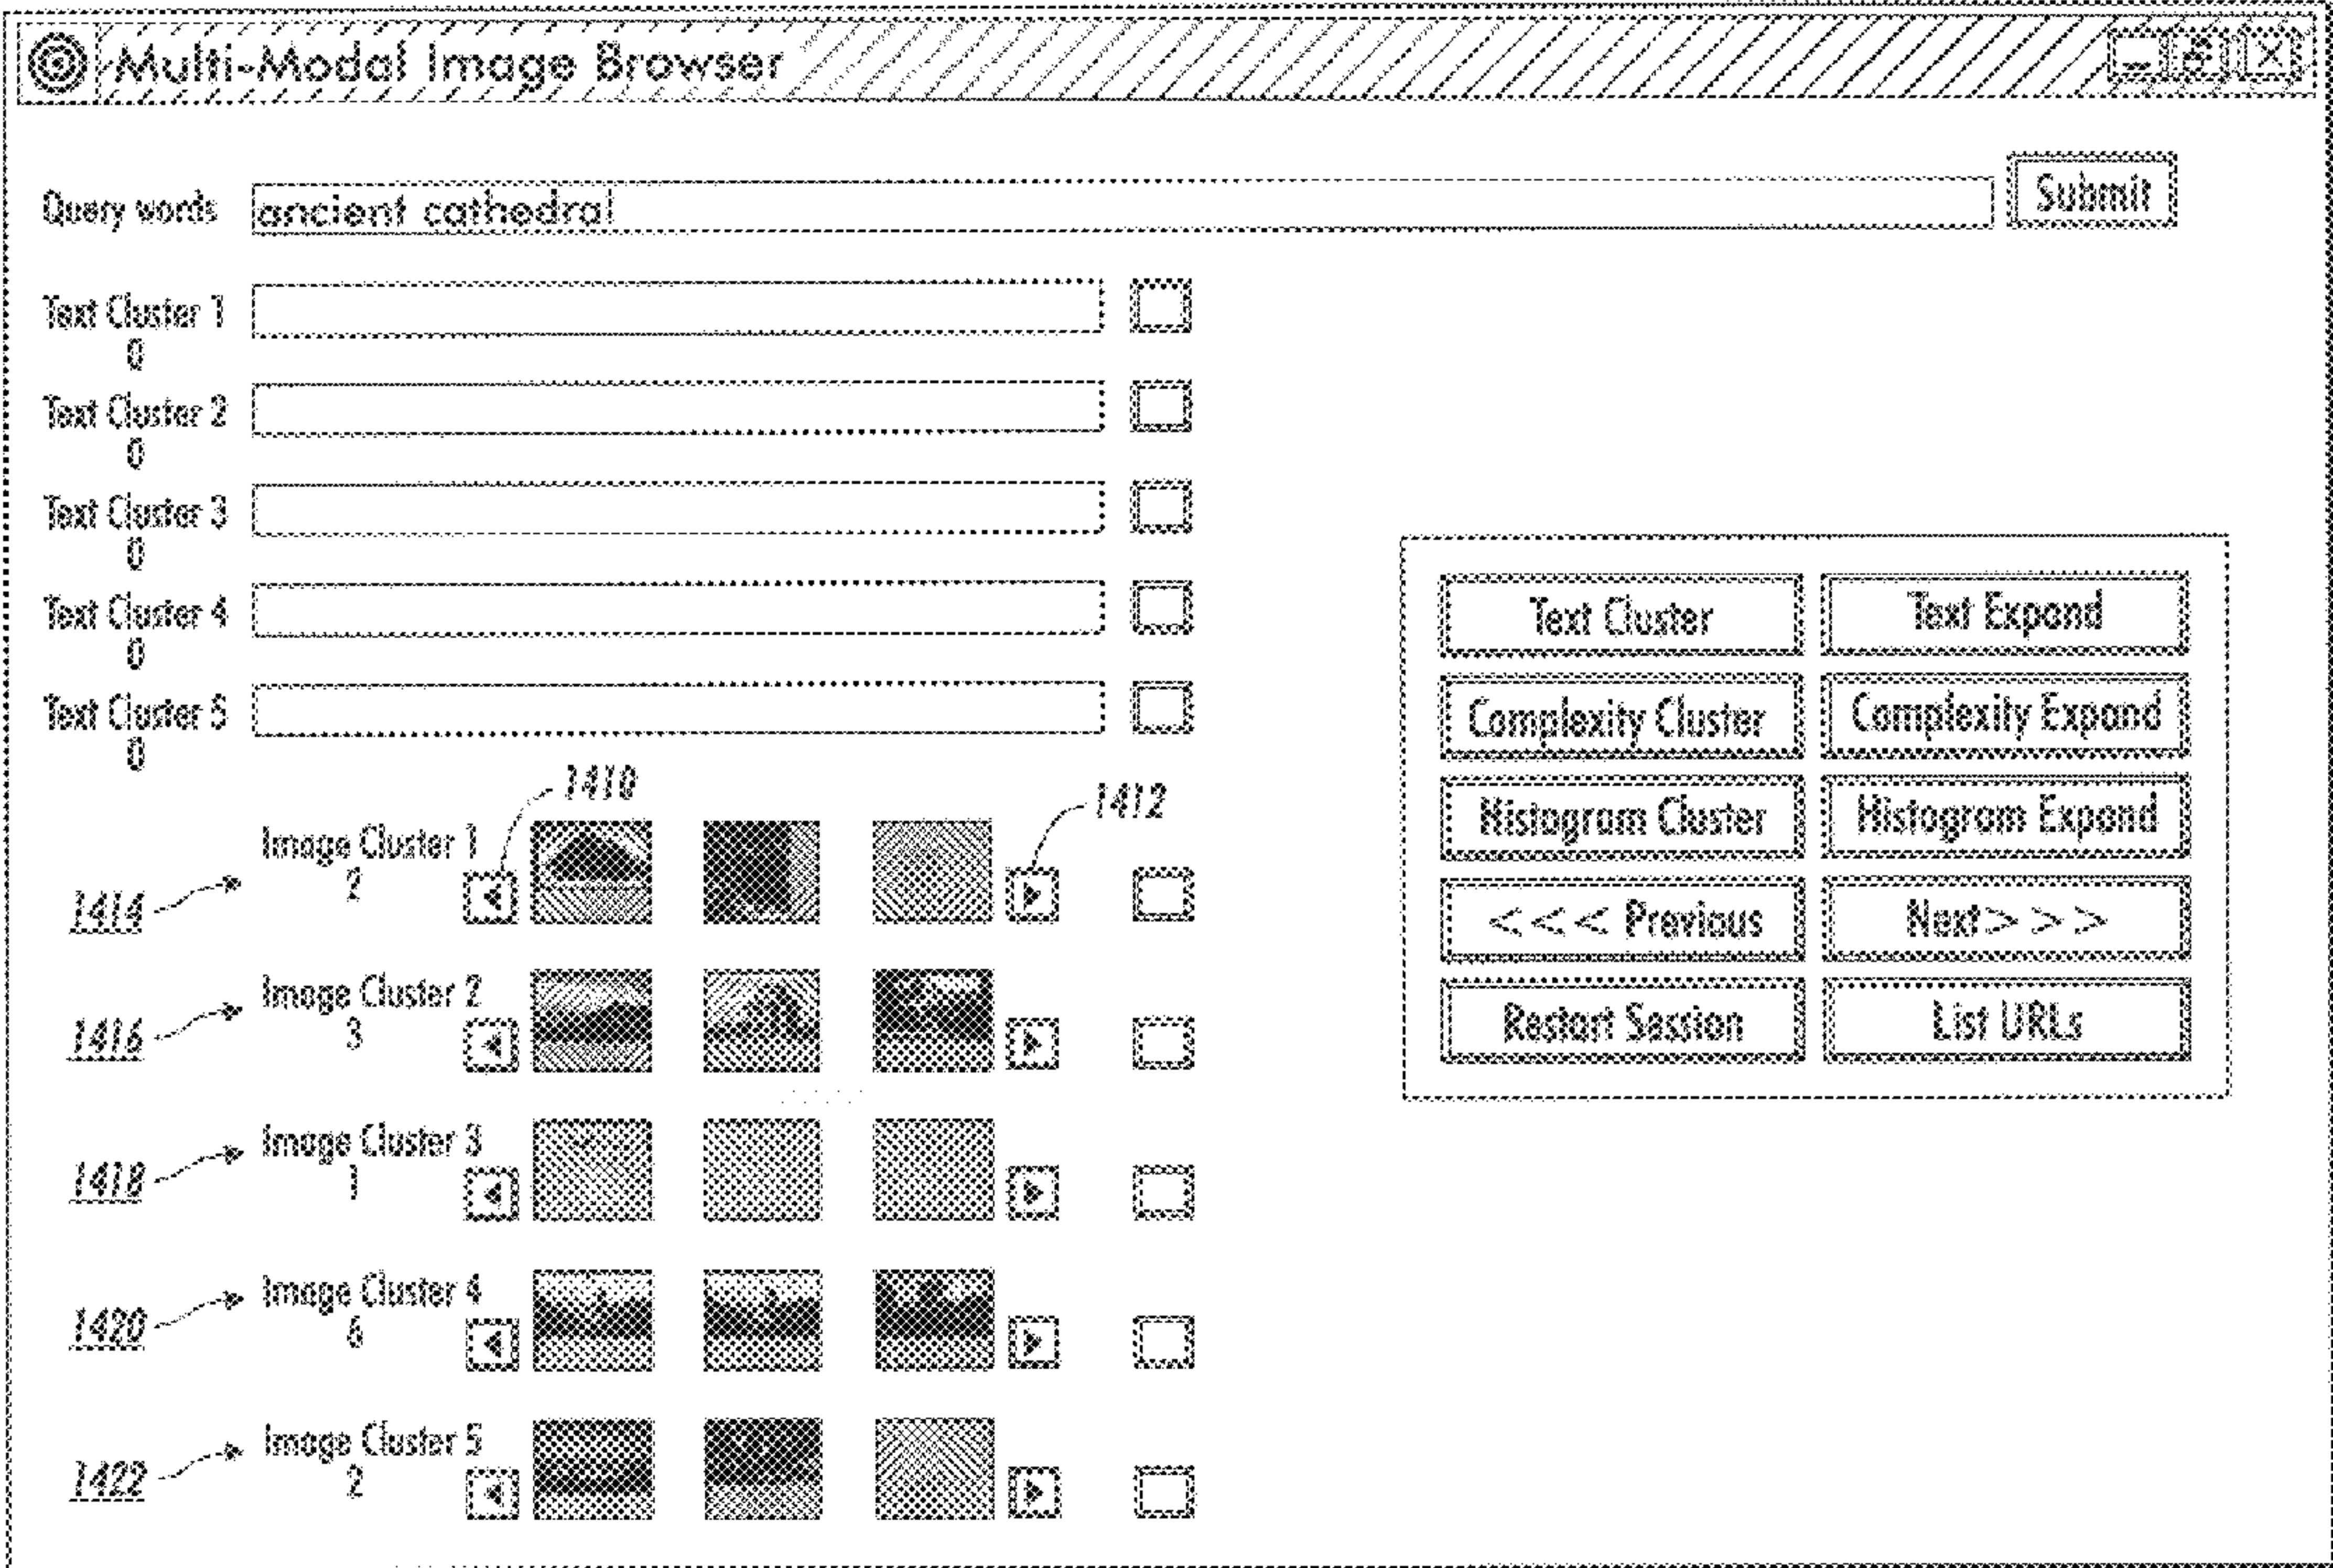 Multi-Modal Image Browser
Query words ancient cathedral Submit
Text Cluster 1
0
Text Cluster 2
0
Text Cluster 3
0
Text Cluster 4
0
Text Cluster 5
0
Text Cluster Text Expand
Complexity Cluster Complexity Expand
Histogram Cluster Histogram Expand
<<< Previous Next>>>
Restart Session List URLs
1410
1412
Image Cluster 1
2
1414
Image Cluster 2
3
1416
Image Cluster 3
1
1418
Image Cluster 4
6
1420
Image Cluster 5
2
1422